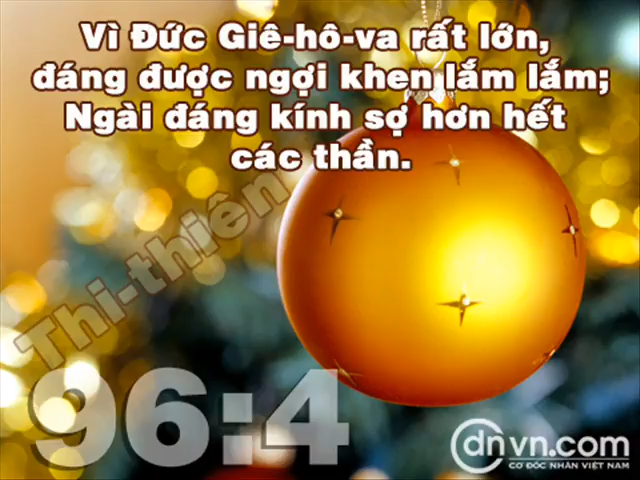 Vì Đức Giê-hô-va rất lớn,
đáng được ngợi khen lắm lắm;
Ngài đáng kính sợ hơn hết
các thần.
Thi-thiên
96:4
dnvn.com
CƠ ĐỐC NHÂN VIỆT NAM